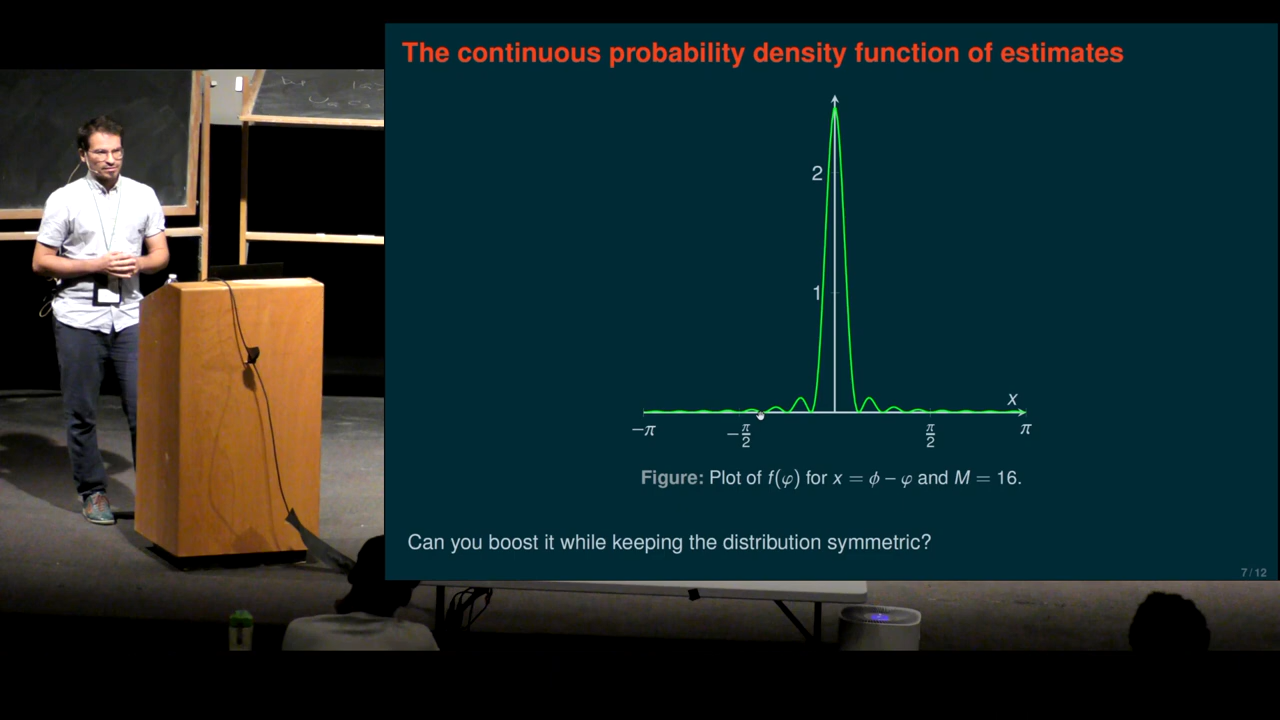 The continuous probability density function of estimates
2
1
x
−π
−π/2
π/2
π
Figure: Plot of f(φ) for x = ϕ − φ and M = 16.
Can you boost it while keeping the distribution symmetric?
7 / 12